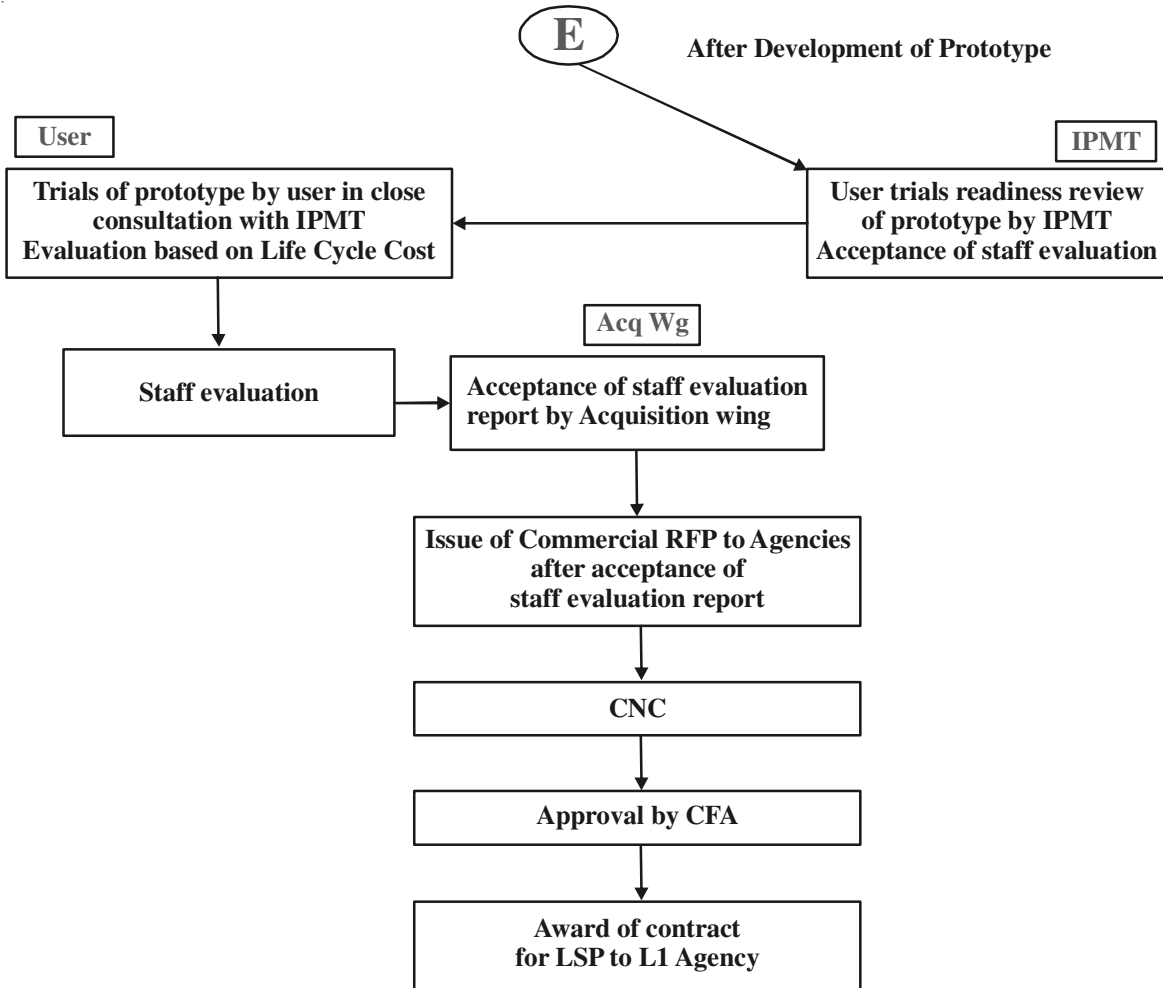 E
After Development of Prototype
User
IPMT
Trials of prototype by user in close
consultation with IPMT
Evaluation based on Life Cycle Cost
User trials readiness review
of prototype by IPMT
Acceptance of staff evaluation
Acq Wg
Staff evaluation
Acceptance of staff evaluation
report by Acquisition wing
Issue of Commercial RFP to Agencies
after acceptance of
staff evaluation report
CNC
Approval by CFA
Award of contract
for LSP to L1 Agency